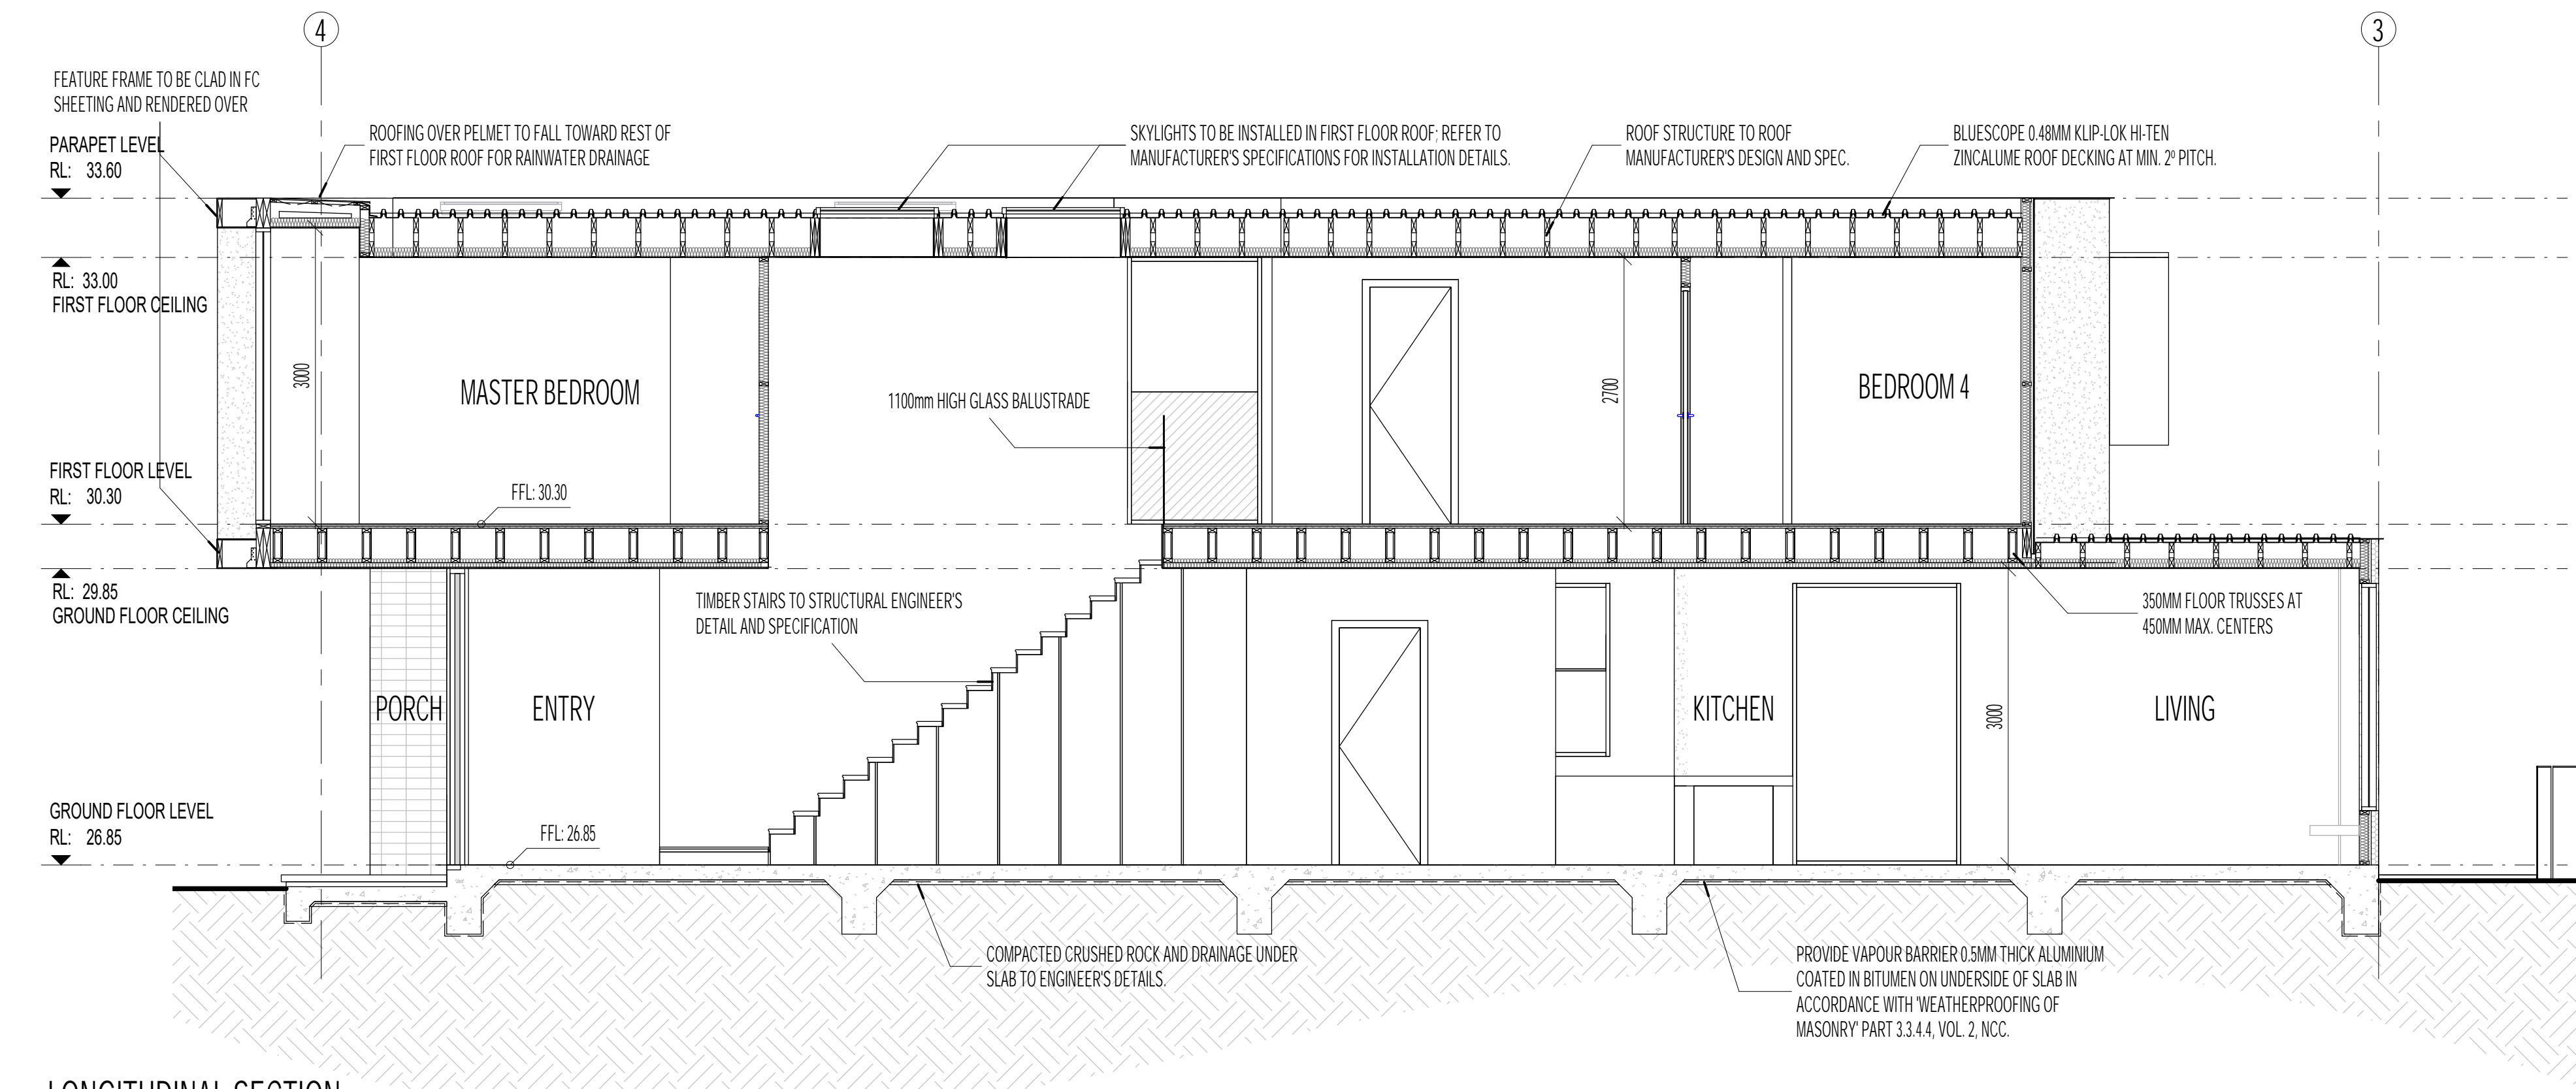 4
3
FEATURE FRAME TO BE CLAD IN FC
SHEETING AND RENDERED OVER
PARAPET LEVEL
RL: 33.60
ROOFING OVER PELMET TO FALL TOWARD REST OF
FIRST FLOOR ROOF FOR RAINWATER DRAINAGE
SKYLIGHTS TO BE INSTALLED IN FIRST FLOOR ROOF; REFER TO
MANUFACTURER'S SPECIFICATIONS FOR INSTALLATION DETAILS.
ROOF STRUCTURE TO ROOF
MANUFACTURER'S DESIGN AND SPEC.
BLUESCOPE 0.48MM KLIP-LOK HI-TEN
ZINCALUME ROOF DECKING AT MIN. 2º PITCH.
RL: 33.00
FIRST FLOOR CEILING
3000
MASTER BEDROOM
1100mm HIGH GLASS BALUSTRADE
2700
BEDROOM 4
FIRST FLOOR LEVEL
RL: 30.30
FFL: 30.30
RL: 29.85
GROUND FLOOR CEILING
TIMBER STAIRS TO STRUCTURAL ENGINEER'S
DETAIL AND SPECIFICATION
350MM FLOOR TRUSSES AT
450MM MAX. CENTERS
PORCH
ENTRY
KITCHEN
3000
LIVING
GROUND FLOOR LEVEL
RL: 26.85
FFL: 26.85
COMPACTED CRUSHED ROCK AND DRAINAGE UNDER
SLAB TO ENGINEER'S DETAILS.
PROVIDE VAPOUR BARRIER 0.5MM THICK ALUMINIUM
COATED IN BITUMEN ON UNDERSIDE OF SLAB IN
ACCORDANCE WITH 'WEATHERPROOFING OF
MASONRY' PART 3.3.4.4, VOL. 2, NCC.
LONGITUDINAL SECTION